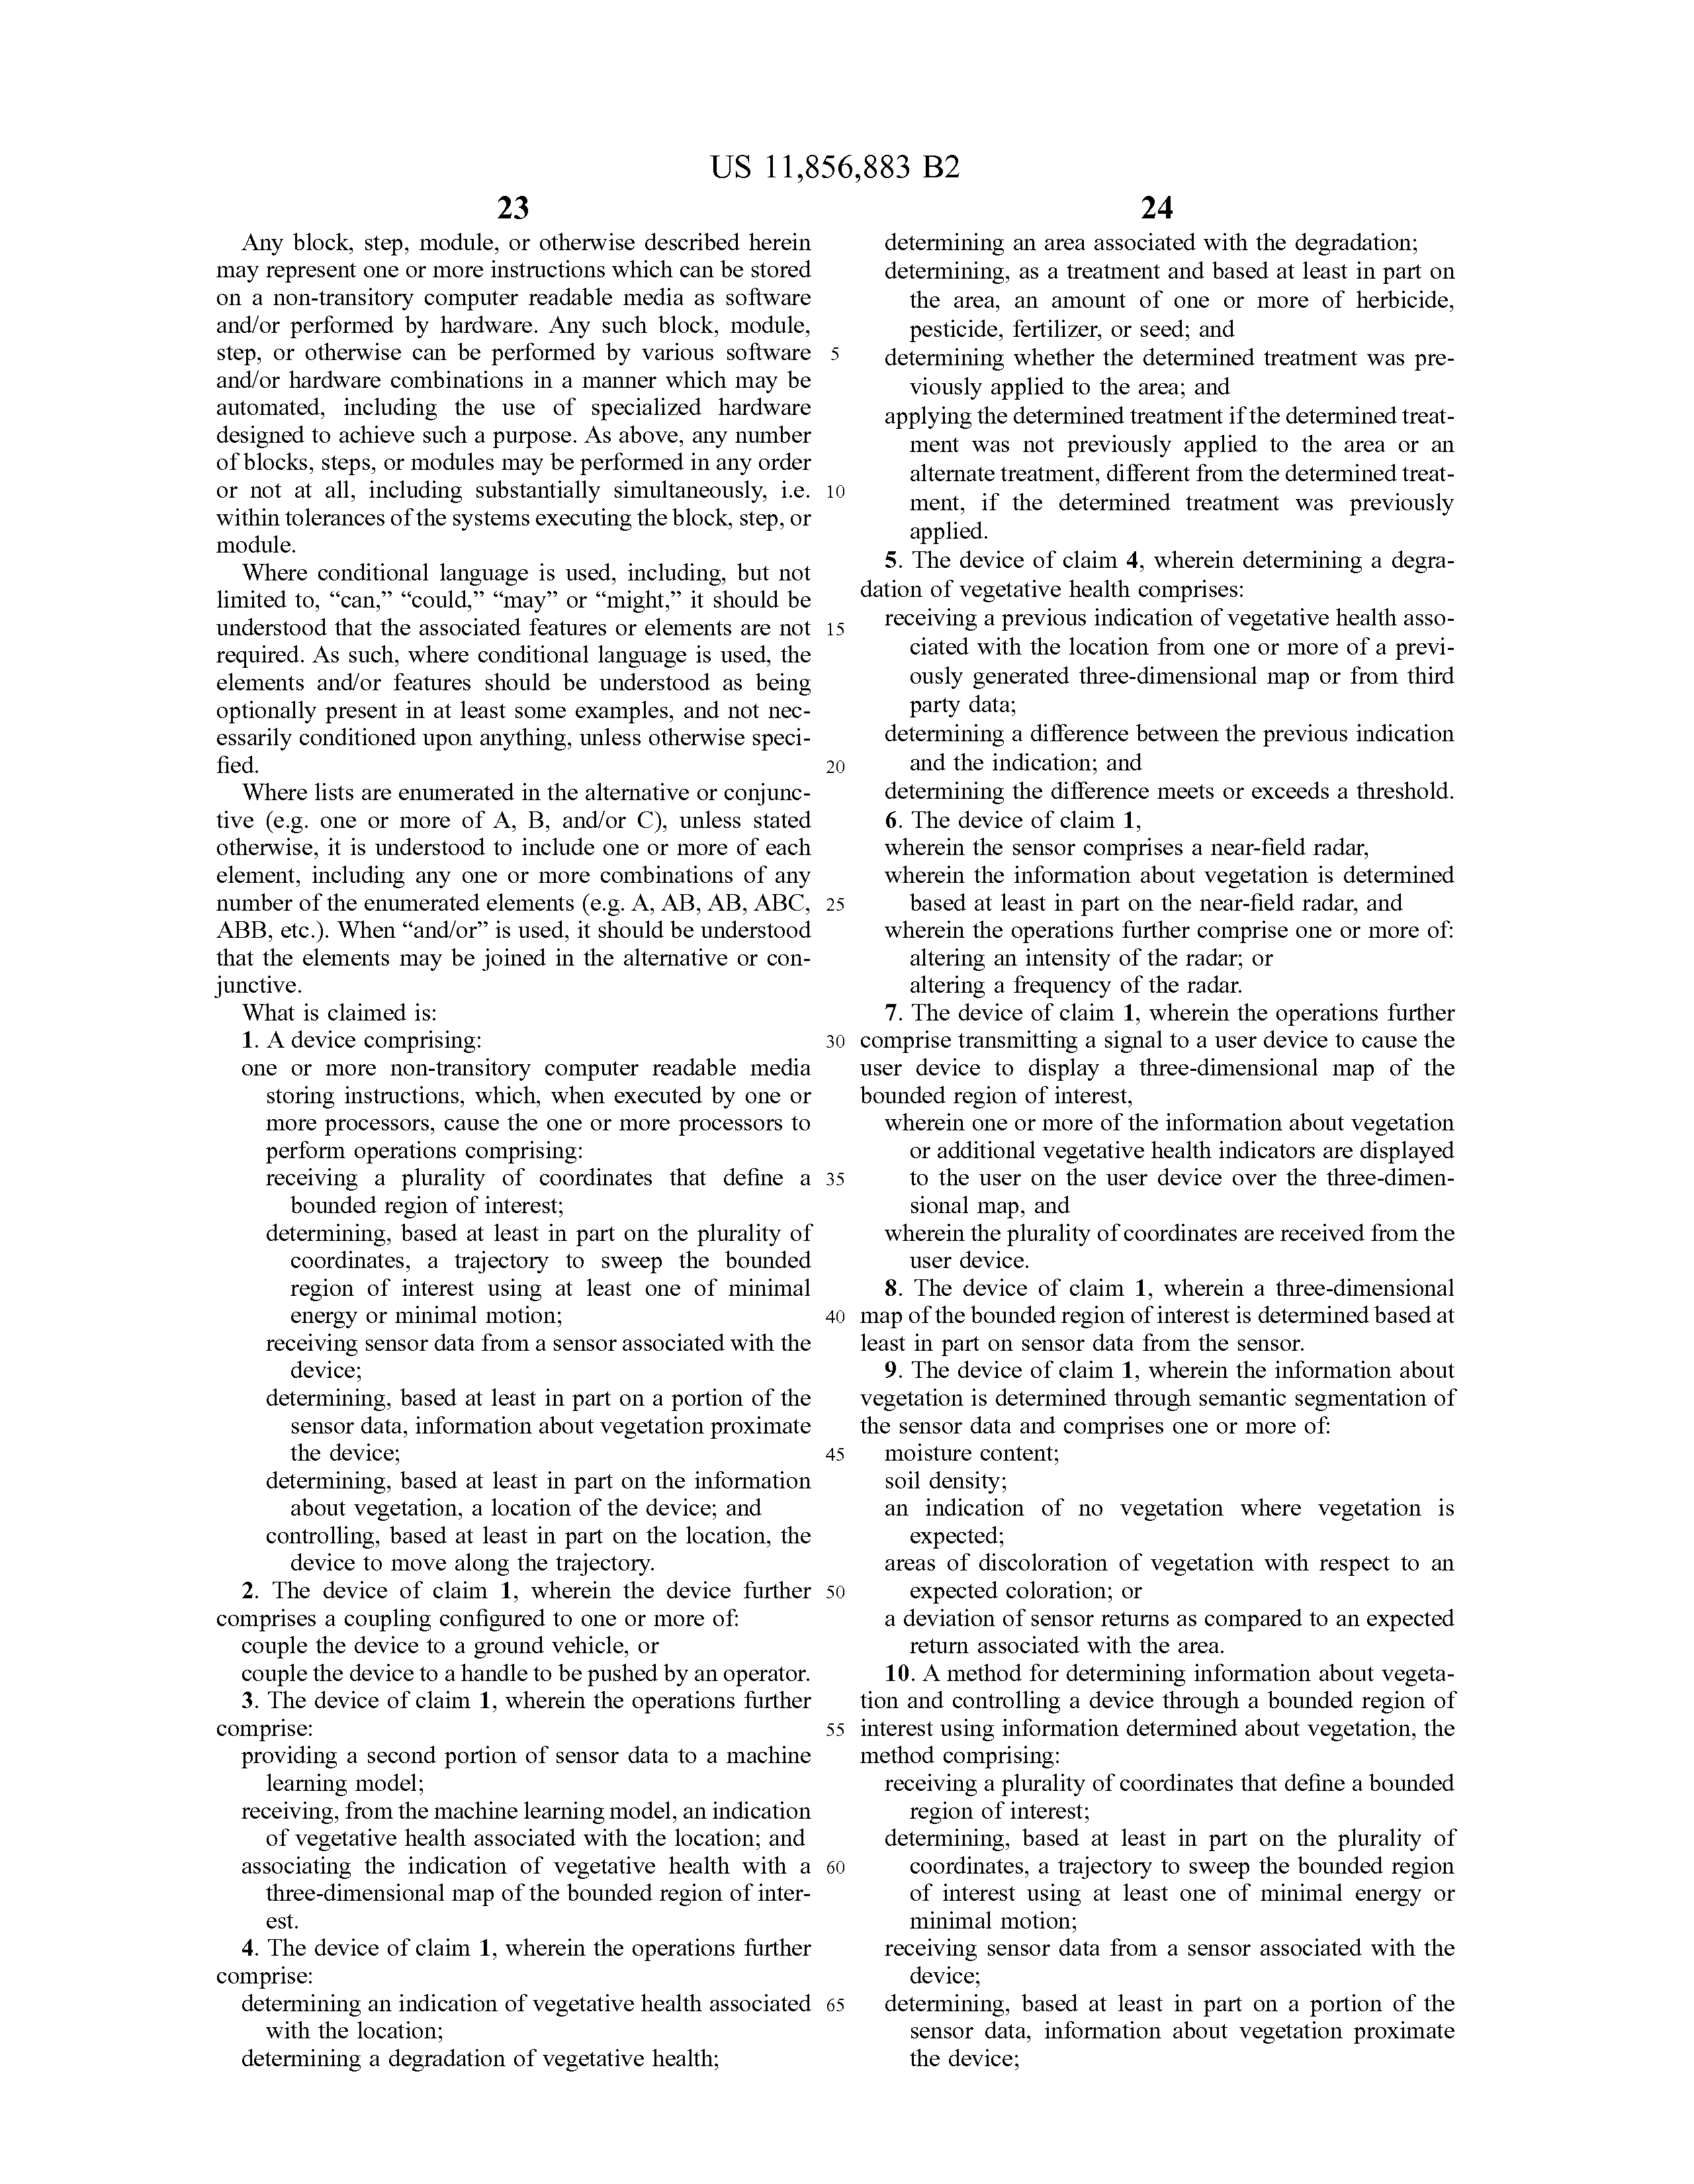 US 11,856,883 B2
23
Any block, step, module, or otherwise described herein
may represent one or more instructions which can be stored
on a non-transitory computer readable media as software
and/or performed by hardware. Any such block, module,
step, or otherwise can be performed by various software
and/or hardware combinations in a manner which may be
automated, including the use of specialized hardware
designed to achieve such a purpose. As above, any number
of blocks, steps, or modules may be performed in any order
or not at all, including substantially simultaneously, i.e.
within tolerances of the systems executing the block, step, or
module.
Where conditional language is used, including, but not
limited to, “can,” “could,” “may” or “might,” it should be
understood that the associated features or elements are not
required. As such, where conditional language is used, the
elements and/or features should be understood as being
optionally present in at least some examples, and not nec-
essarily conditioned upon anything, unless otherwise speci-
fied.
Where lists are enumerated in the alternative or conjunc-
tive (e.g. one or more of A, B, and/or C), unless stated
otherwise, it is understood to include one or more of each
element, including any one or more combinations of any
number of the enumerated elements (e.g. A, AB, AB, ABC,
ABB, etc.). When “and/or” is used, it should be understood
that the elements may be joined in the alternative or con-
junctive.
What is claimed is:
1. A device comprising:
one or more non-transitory computer readable media
storing instructions, which, when executed by one or
more processors, cause the one or more processors to
perform operations comprising:
receiving a plurality of coordinates that define a
bounded region of interest;
determining, based at least in part on the plurality of
coordinates, a trajectory to sweep the bounded
region of interest using at least one of minimal
energy or minimal motion;
receiving sensor data from a sensor associated with the
device;
determining, based at least in part on a portion of the
sensor data, information about vegetation proximate
the device;
determining, based at least in part on the information
about vegetation, a location of the device; and
controlling, based at least in part on the location, the
device to move along the trajectory.
2. The device of claim 1, wherein the device further
comprises a coupling configured to one or more of:
couple the device to a ground vehicle, or
couple the device to a handle to be pushed by an operator.
3. The device of claim 1, wherein the operations further
comprise:
providing a second portion of sensor data to a machine
learning model;
receiving, from the machine learning model, an indication
of vegetative health associated with the location; and
associating the indication of vegetative health with a
three-dimensional map of the bounded region of inter-
est.
4. The device of claim 1, wherein the operations further
comprise:
determining an indication of vegetative health associated
with the location;
determining a degradation of vegetative health;
5
10
15
20
25
30
35
40
45
50
55
60
65
24
determining an area associated with the degradation;
determining, as a treatment and based at least in part on
the area, an amount of one or more of herbicide,
pesticide, fertilizer, or seed; and
determining whether the determined treatment was pre-
viously applied to the area; and
applying the determined treatment if the determined treat-
ment was not previously applied to the area or an
alternate treatment, different from the determined treat-
ment, if the determined treatment was previously
applied.
5. The device of claim 4, wherein determining a degra-
dation of vegetative health comprises:
receiving a previous indication of vegetative health asso-
ciated with the location from one or more of a previ-
ously generated three-dimensional map or from third
party data;
determining a difference between the previous indication
and the indication; and
determining the difference meets or exceeds a threshold.
6. The device of claim 1,
wherein the sensor comprises a near-field radar,
wherein the information about vegetation is determined
based at least in part on the near-field radar, and
wherein the operations further comprise one or more of:
altering an intensity of the radar; or
altering a frequency of the radar.
7. The device of claim 1, wherein the operations further
comprise transmitting a signal to a user device to cause the
user device to display a three-dimensional map of the
bounded region of interest,
wherein one or more of the information about vegetation
or additional vegetative health indicators are displayed
to the user on the user device over the three-dimen-
sional map, and
wherein the plurality of coordinates are received from the
user device.
8. The device of claim 1, wherein a three-dimensional
map of the bounded region of interest is determined based at
least in part on sensor data from the sensor.
9. The device of claim 1, wherein the information about
vegetation is determined through semantic segmentation of
the sensor data and comprises one or more of:
moisture content;
soil density;
an indication of no vegetation where vegetation is
expected;
areas of discoloration of vegetation with respect to an
expected coloration; or
a deviation of sensor returns as compared to an expected
return associated with the area.
10. A method for determining information about vegeta-
tion and controlling a device through a bounded region of
interest using information determined about vegetation, the
method comprising:
receiving a plurality of coordinates that define a bounded
region of interest;
determining, based at least in part on the plurality of
coordinates, a trajectory to sweep the bounded region
of interest using at least one of minimal energy or
minimal motion;
receiving sensor data from a sensor associated with the
device;
determining, based at least in part on a portion of the
sensor data, information about vegetation proximate
the device;